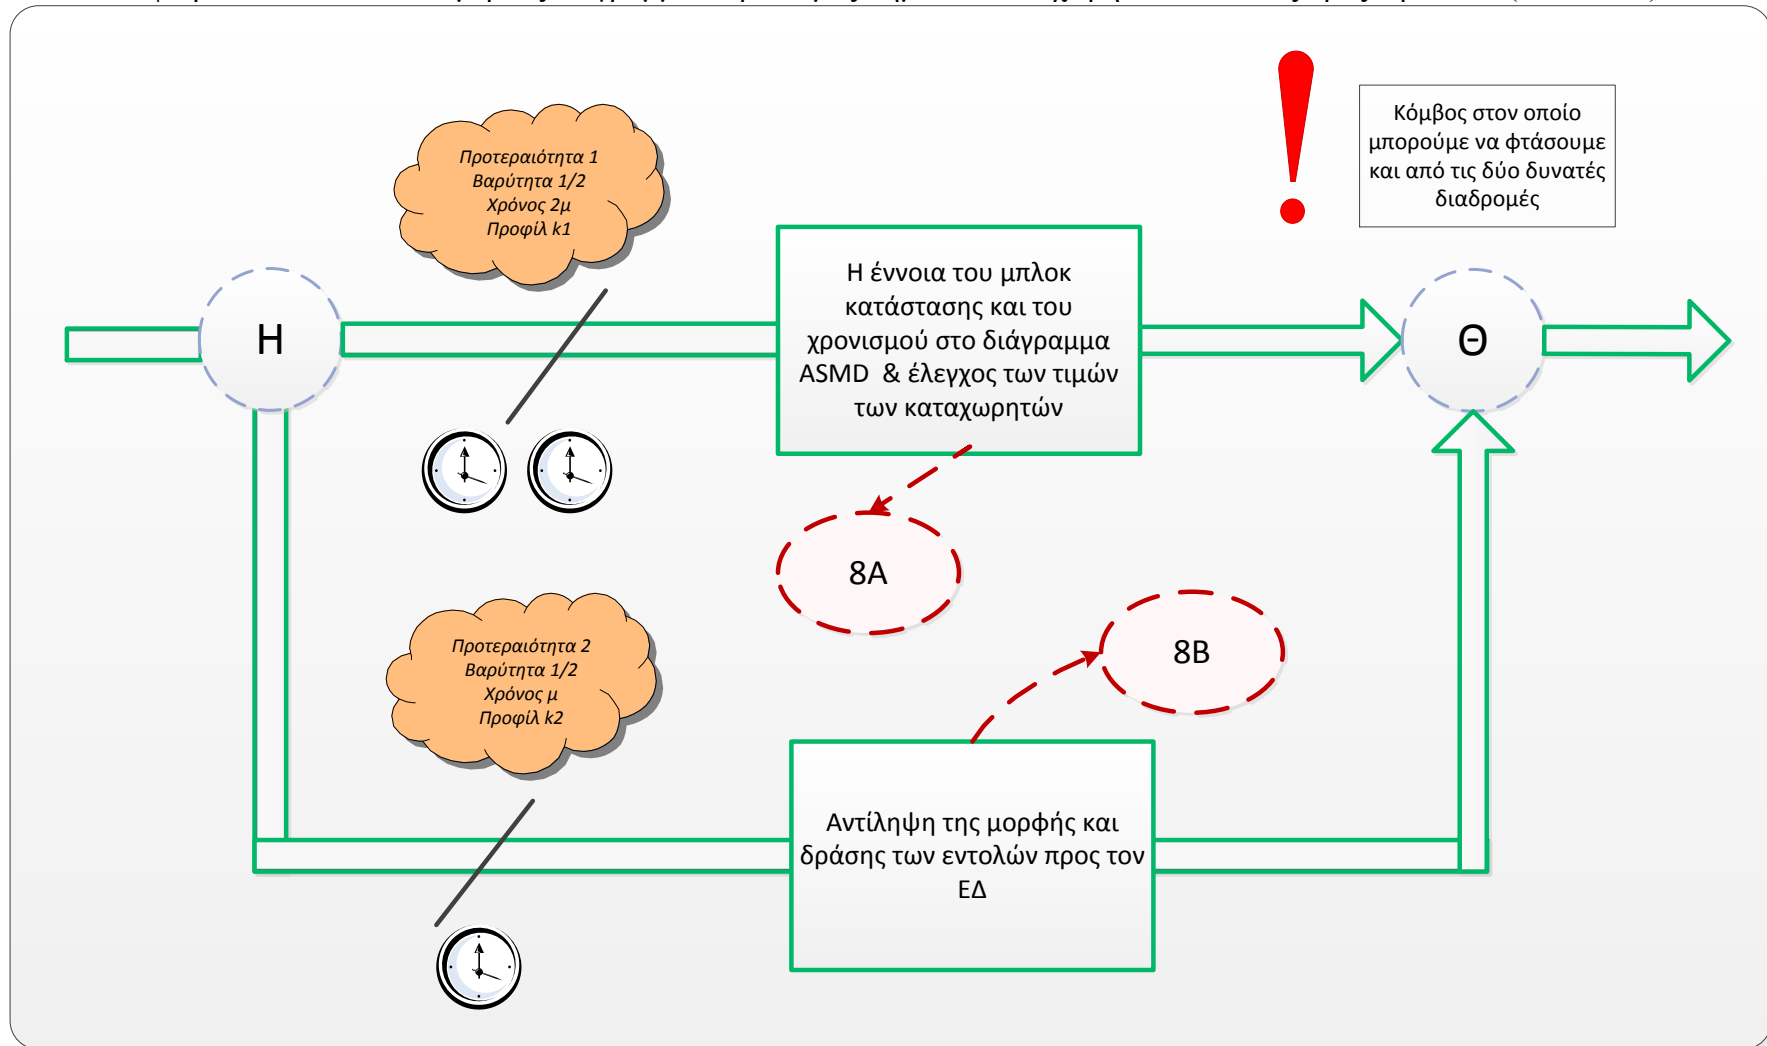 Προτεραιότητα 1
Βαρύτητα 1/2
Χρόνος 2μ
Προφίλ k1
Κόμβος στον οποίο
μπορούμε να φτάσουμε
και από τις δύο δυνατές
διαδρομές
Η
Η έννοια του μπλοκ
κατάστασης και του
χρονισμού στο διάγραμμα
ASMD & έλεγχος των τιμών
των καταχωρητών
Θ
8Α
8Β
Προτεραιότητα 2
Βαρύτητα 1/2
Χρόνος μ
Προφίλ k2
Αντίληψη της μορφής και
δράσης των εντολών προς τον
ΕΔ